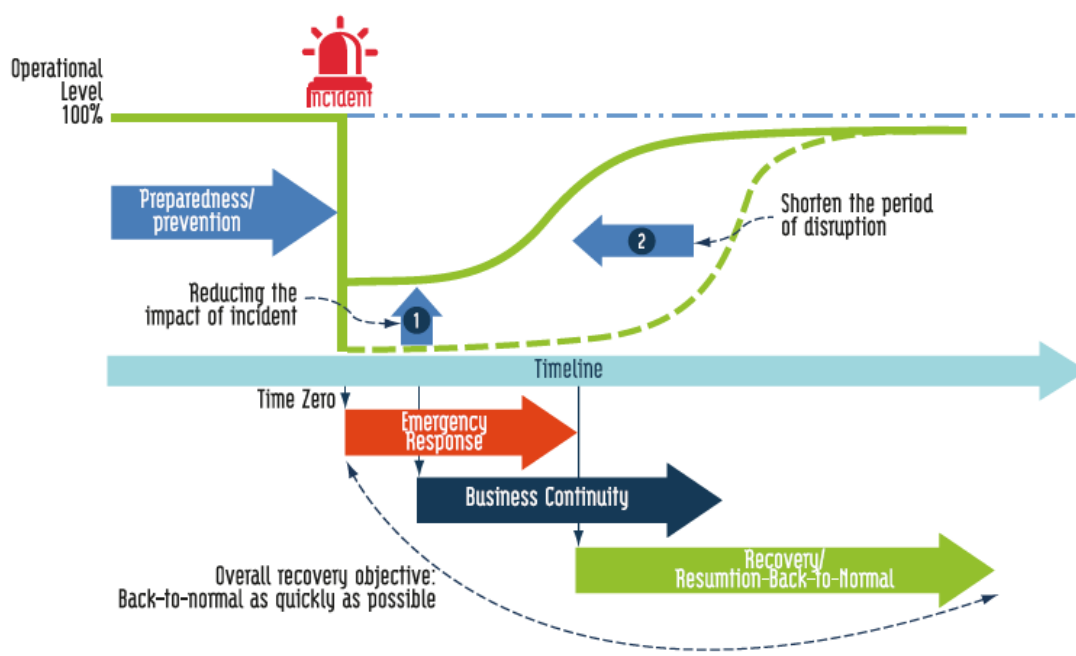 Incident
Operational
Level
100%
Preparedness/
prevention
Shorten the period
of disruption
2
Reducing the
impact of incident
1
Timeline
Time Zero
Emergency
Response
Business Continuity
Recovery/
Resumtion-Back-to-Normal
Overall recovery objective:
Back-to-normal as quickly as possible